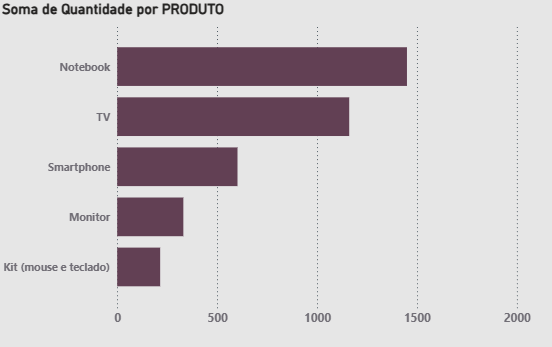 Soma de Quantidade por PRODUTO
Notebook
TV
Smartphone
Monitor
Kit (mouse e teclado)
0 500 1000 1500 2000